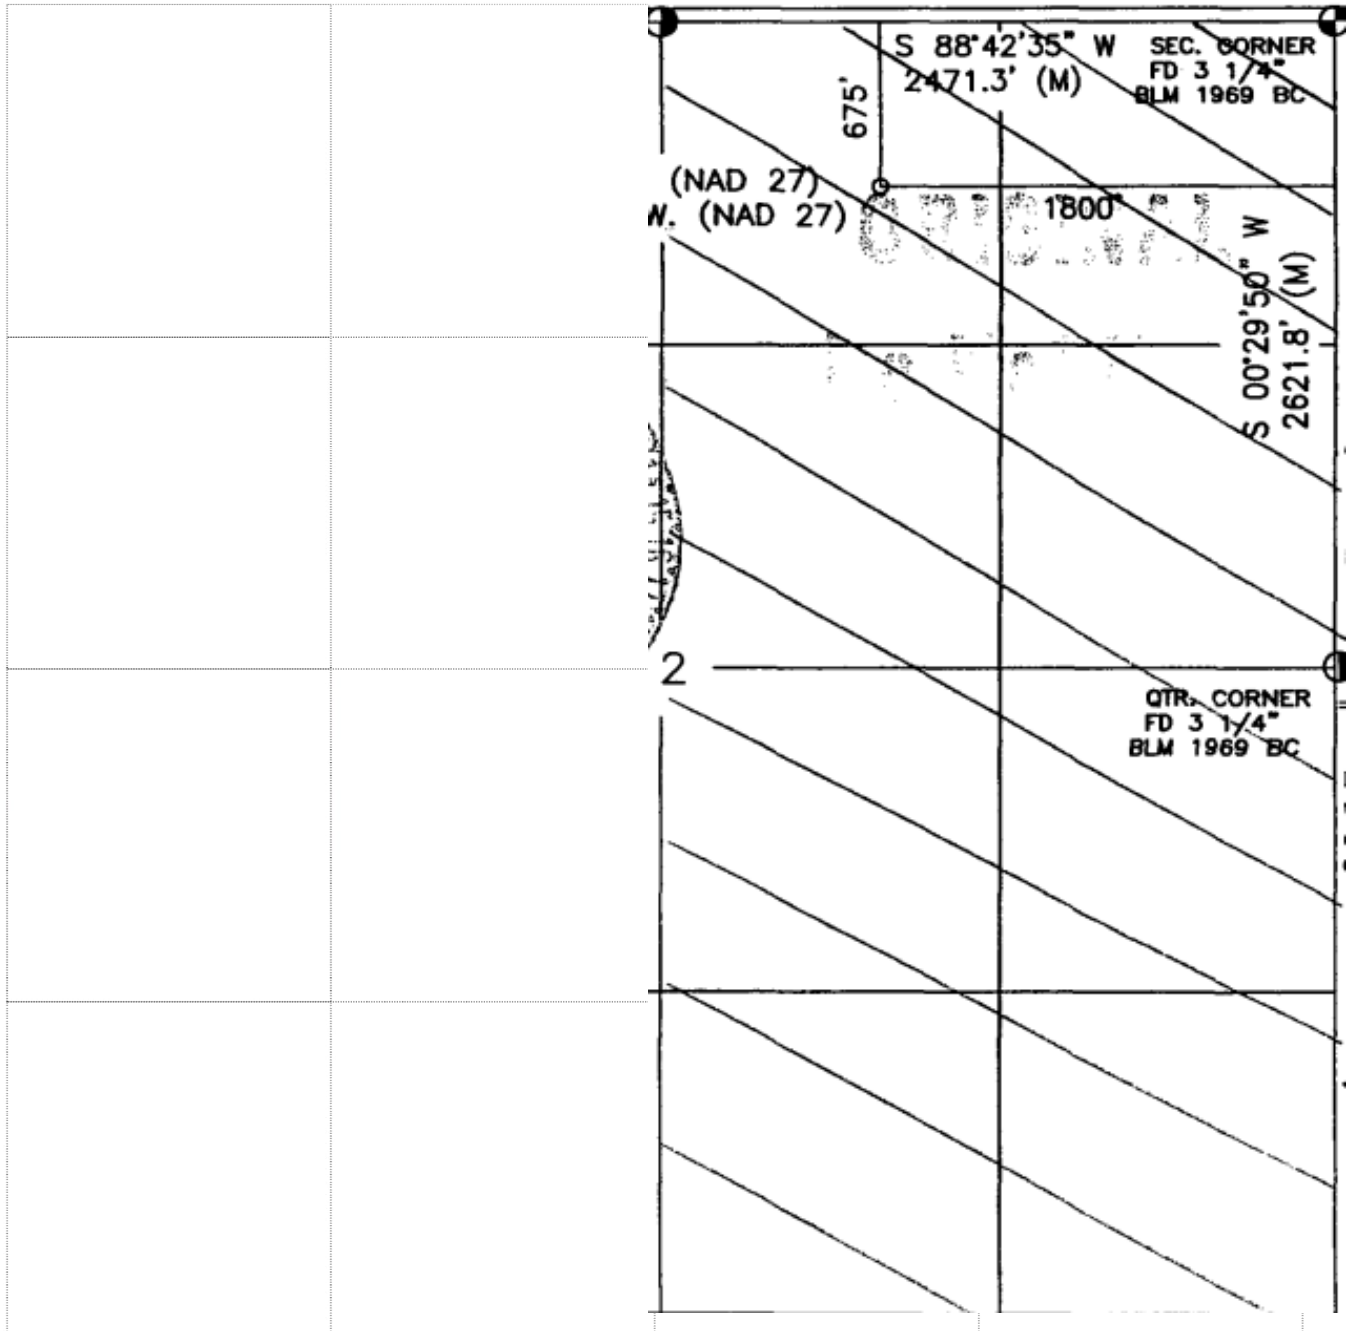 S 88°42'35" W
2471.3' (M)
SEC. CORNER
FD 3 1/4"
BLM 1969 BC
675'
(NAD 27)
W. (NAD 27)
1800'
S 00°29'50" W
2621.8' (M)
2
QTR. CORNER
FD 3 1/4"
BLM 1969 BC